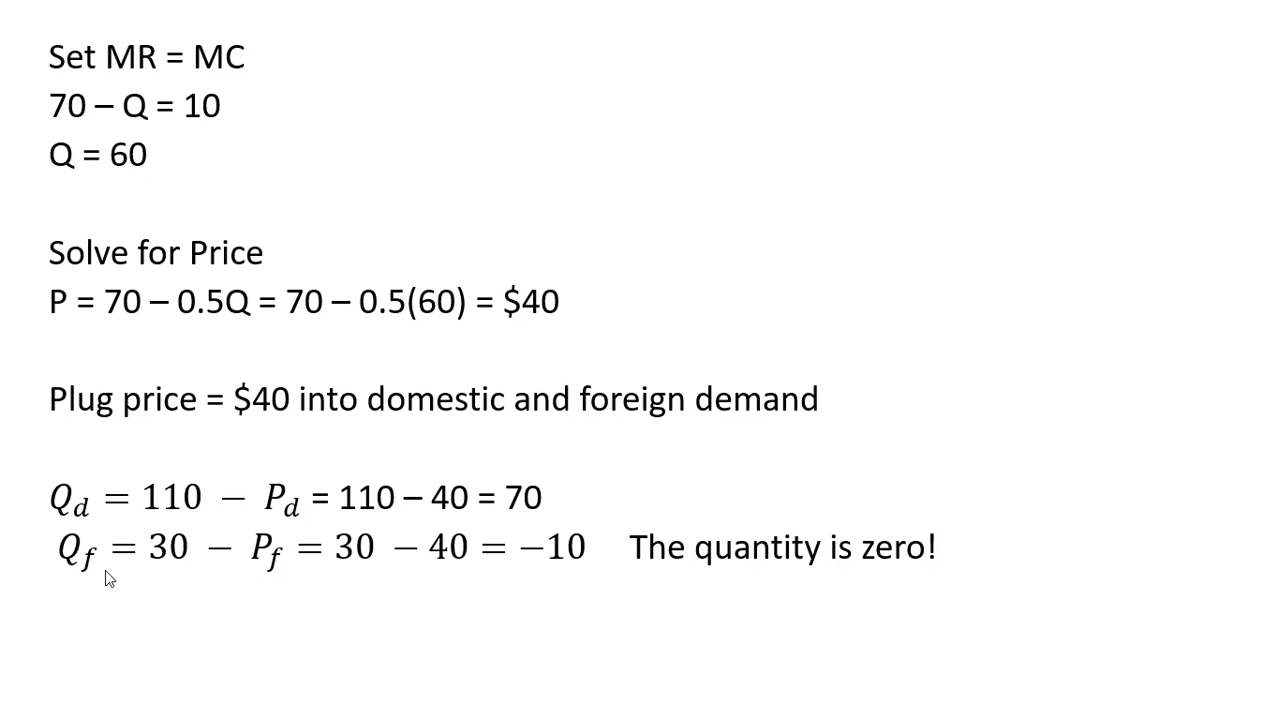 Set MR = MC
70 – Q = 10
Q = 60
Solve for Price
P = 70 – 0.5Q = 70 – 0.5(60) = $40
Plug price = $40 into domestic and foreign demand
Q_d = 110 − P_d = 110 – 40 = 70
Q_f = 30 − P_f = 30 − 40 = −10 The quantity is zero!